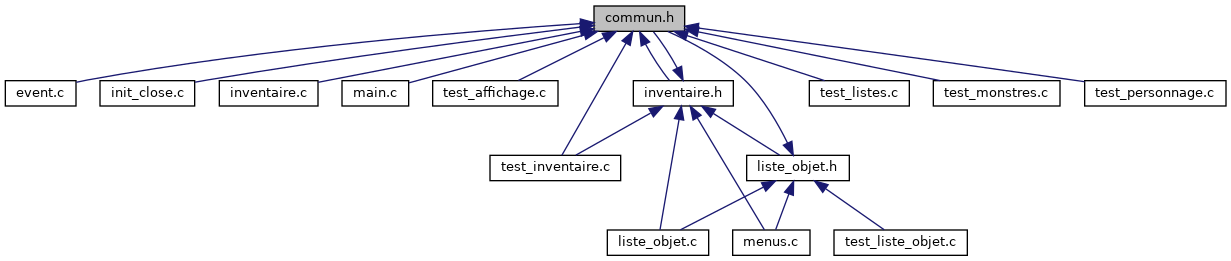 commun.h
event.c
init_close.c
inventaire.c
main.c
test_affichage.c
inventaire.h
test_listes.c
test_monstres.c
test_personnage.c
test_inventaire.c
liste_objet.h
liste_objet.c
menus.c
test_liste_objet.c